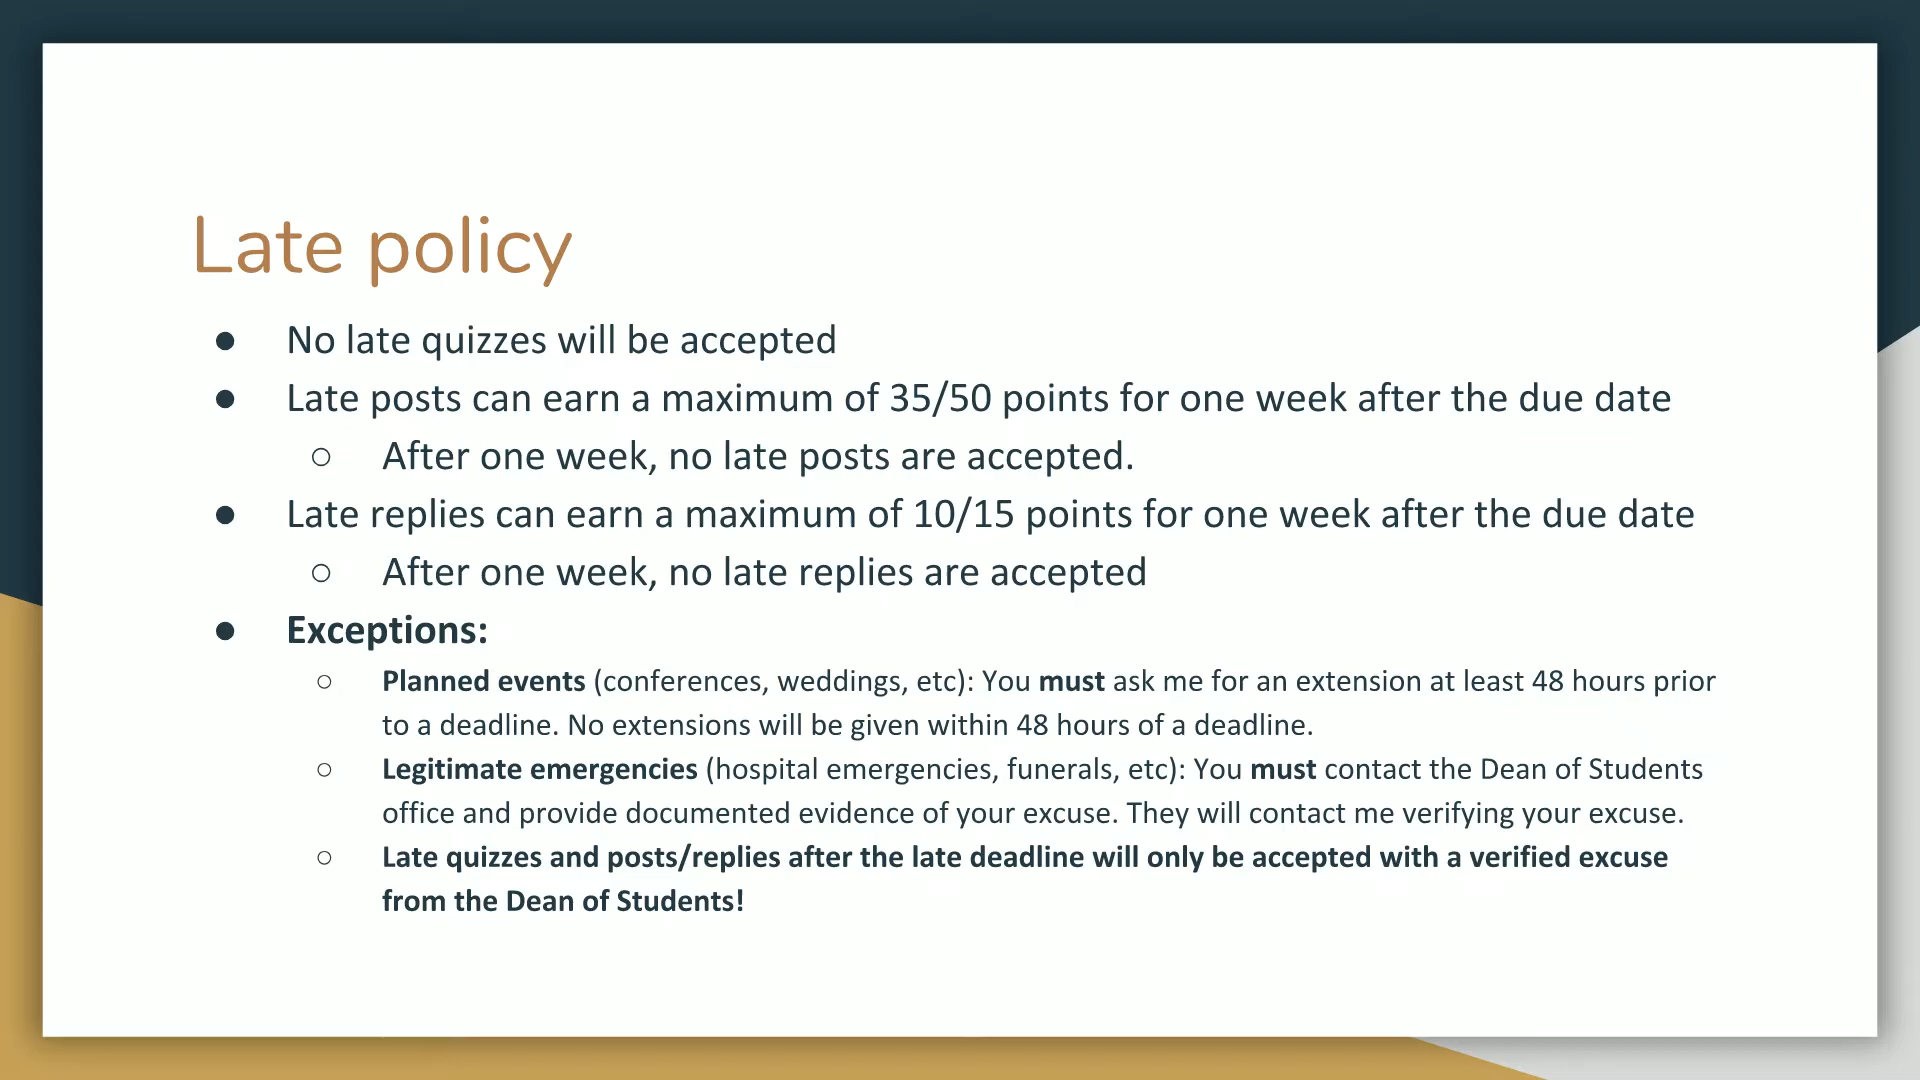 Late policy
● No late quizzes will be accepted
● Late posts can earn a maximum of 35/50 points for one week after the due date
○ After one week, no late posts are accepted.
● Late replies can earn a maximum of 10/15 points for one week after the due date
○ After one week, no late replies are accepted
● Exceptions:
○ Planned events (conferences, weddings, etc): You must ask me for an extension at least 48 hours prior
to a deadline. No extensions will be given within 48 hours of a deadline.
○ Legitimate emergencies (hospital emergencies, funerals, etc): You must contact the Dean of Students
office and provide documented evidence of your excuse. They will contact me verifying your excuse.
○ Late quizzes and posts/replies after the late deadline will only be accepted with a verified excuse
from the Dean of Students!